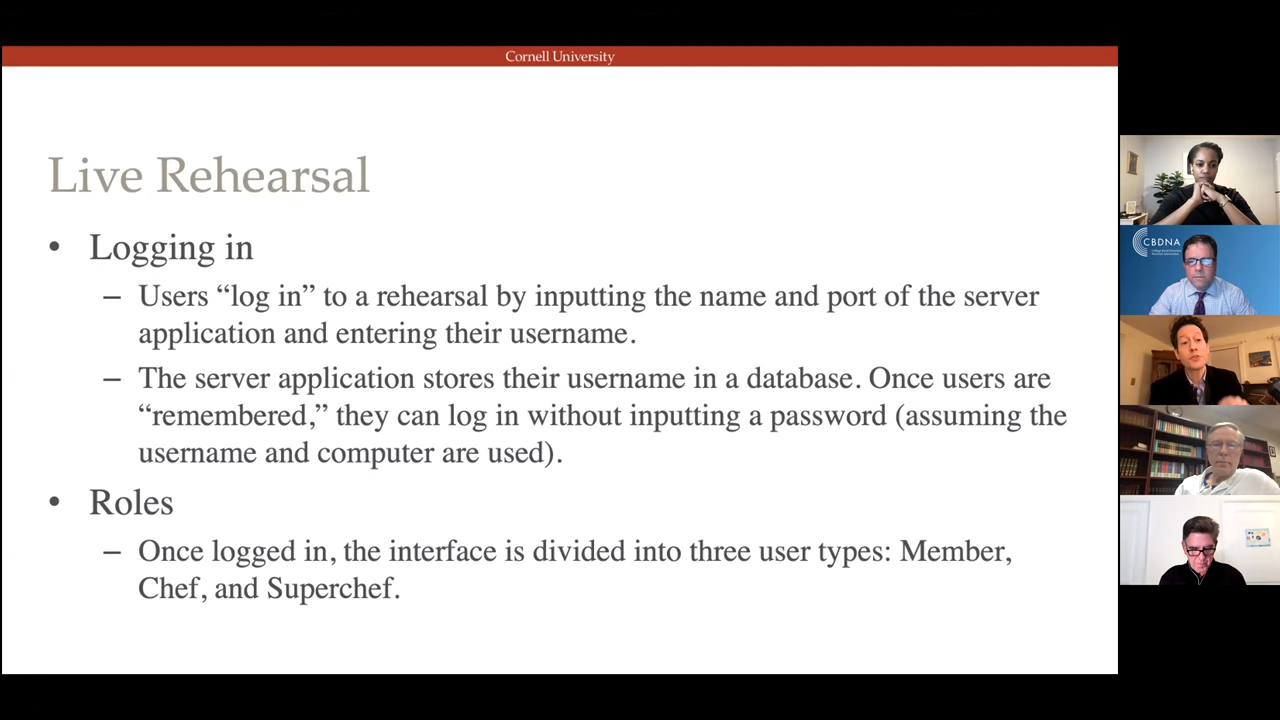 Cornell University
Live Rehearsal
• Logging in
– Users “log in” to a rehearsal by inputting the name and port of the server
application and entering their username.
– The server application stores their username in a database. Once users are
“remembered,” they can log in without inputting a password (assuming the
username and computer are used).
• Roles
– Once logged in, the interface is divided into three user types: Member,
Chef, and Superchef.
CBDNA